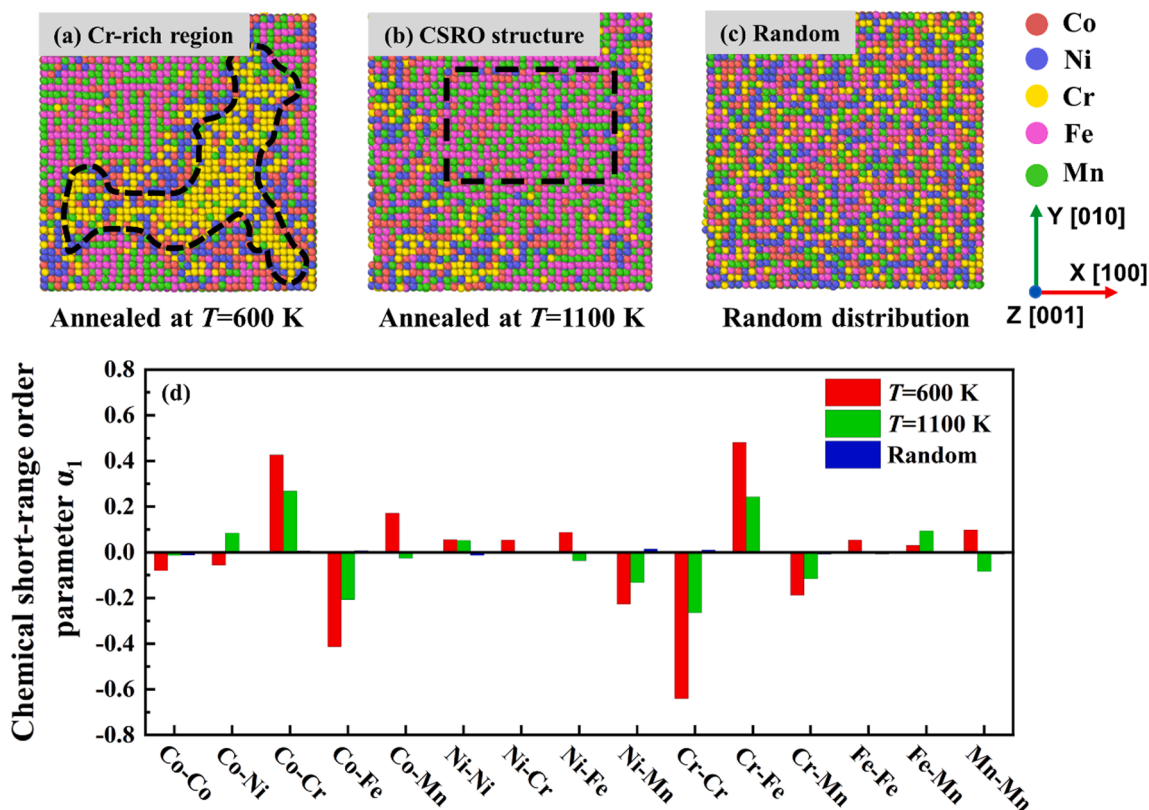 (a) Cr-rich region
(b) CSRO structure
(c) Random
Co
Ni
Cr
Fe
Mn
Y [010]
X [100]
Z [001]
Annealed at T=600 K
Annealed at T=1100 K
Random distribution
Chemical short-range order
parameter α₁
0.8
0.6
0.4
0.2
0.0
-0.2
-0.4
-0.6
-0.8
(d)
T=600 K
T=1100 K
Random
Co-Co
Co-Ni
Co-Cr
Co-Fe
Co-Mn
Ni-Ni
Ni-Cr
Ni-Fe
Ni-Mn
Cr-Cr
Cr-Fe
Cr-Mn
Fe-Fe
Fe-Mn
Mn-Mn